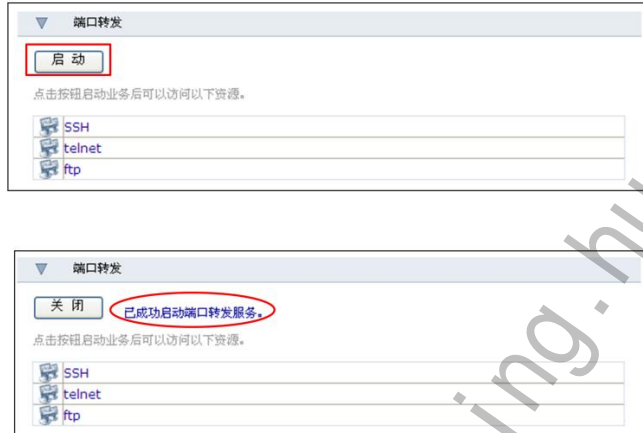 端口转发
启 动
点击按钮启动业务后可以访问以下资源。
SSH
telnet
ftp
端口转发
关 闭 已成功启动端口转发服务。
点击按钮启动业务后可以访问以下资源。
SSH
telnet
ftp
ing.hu